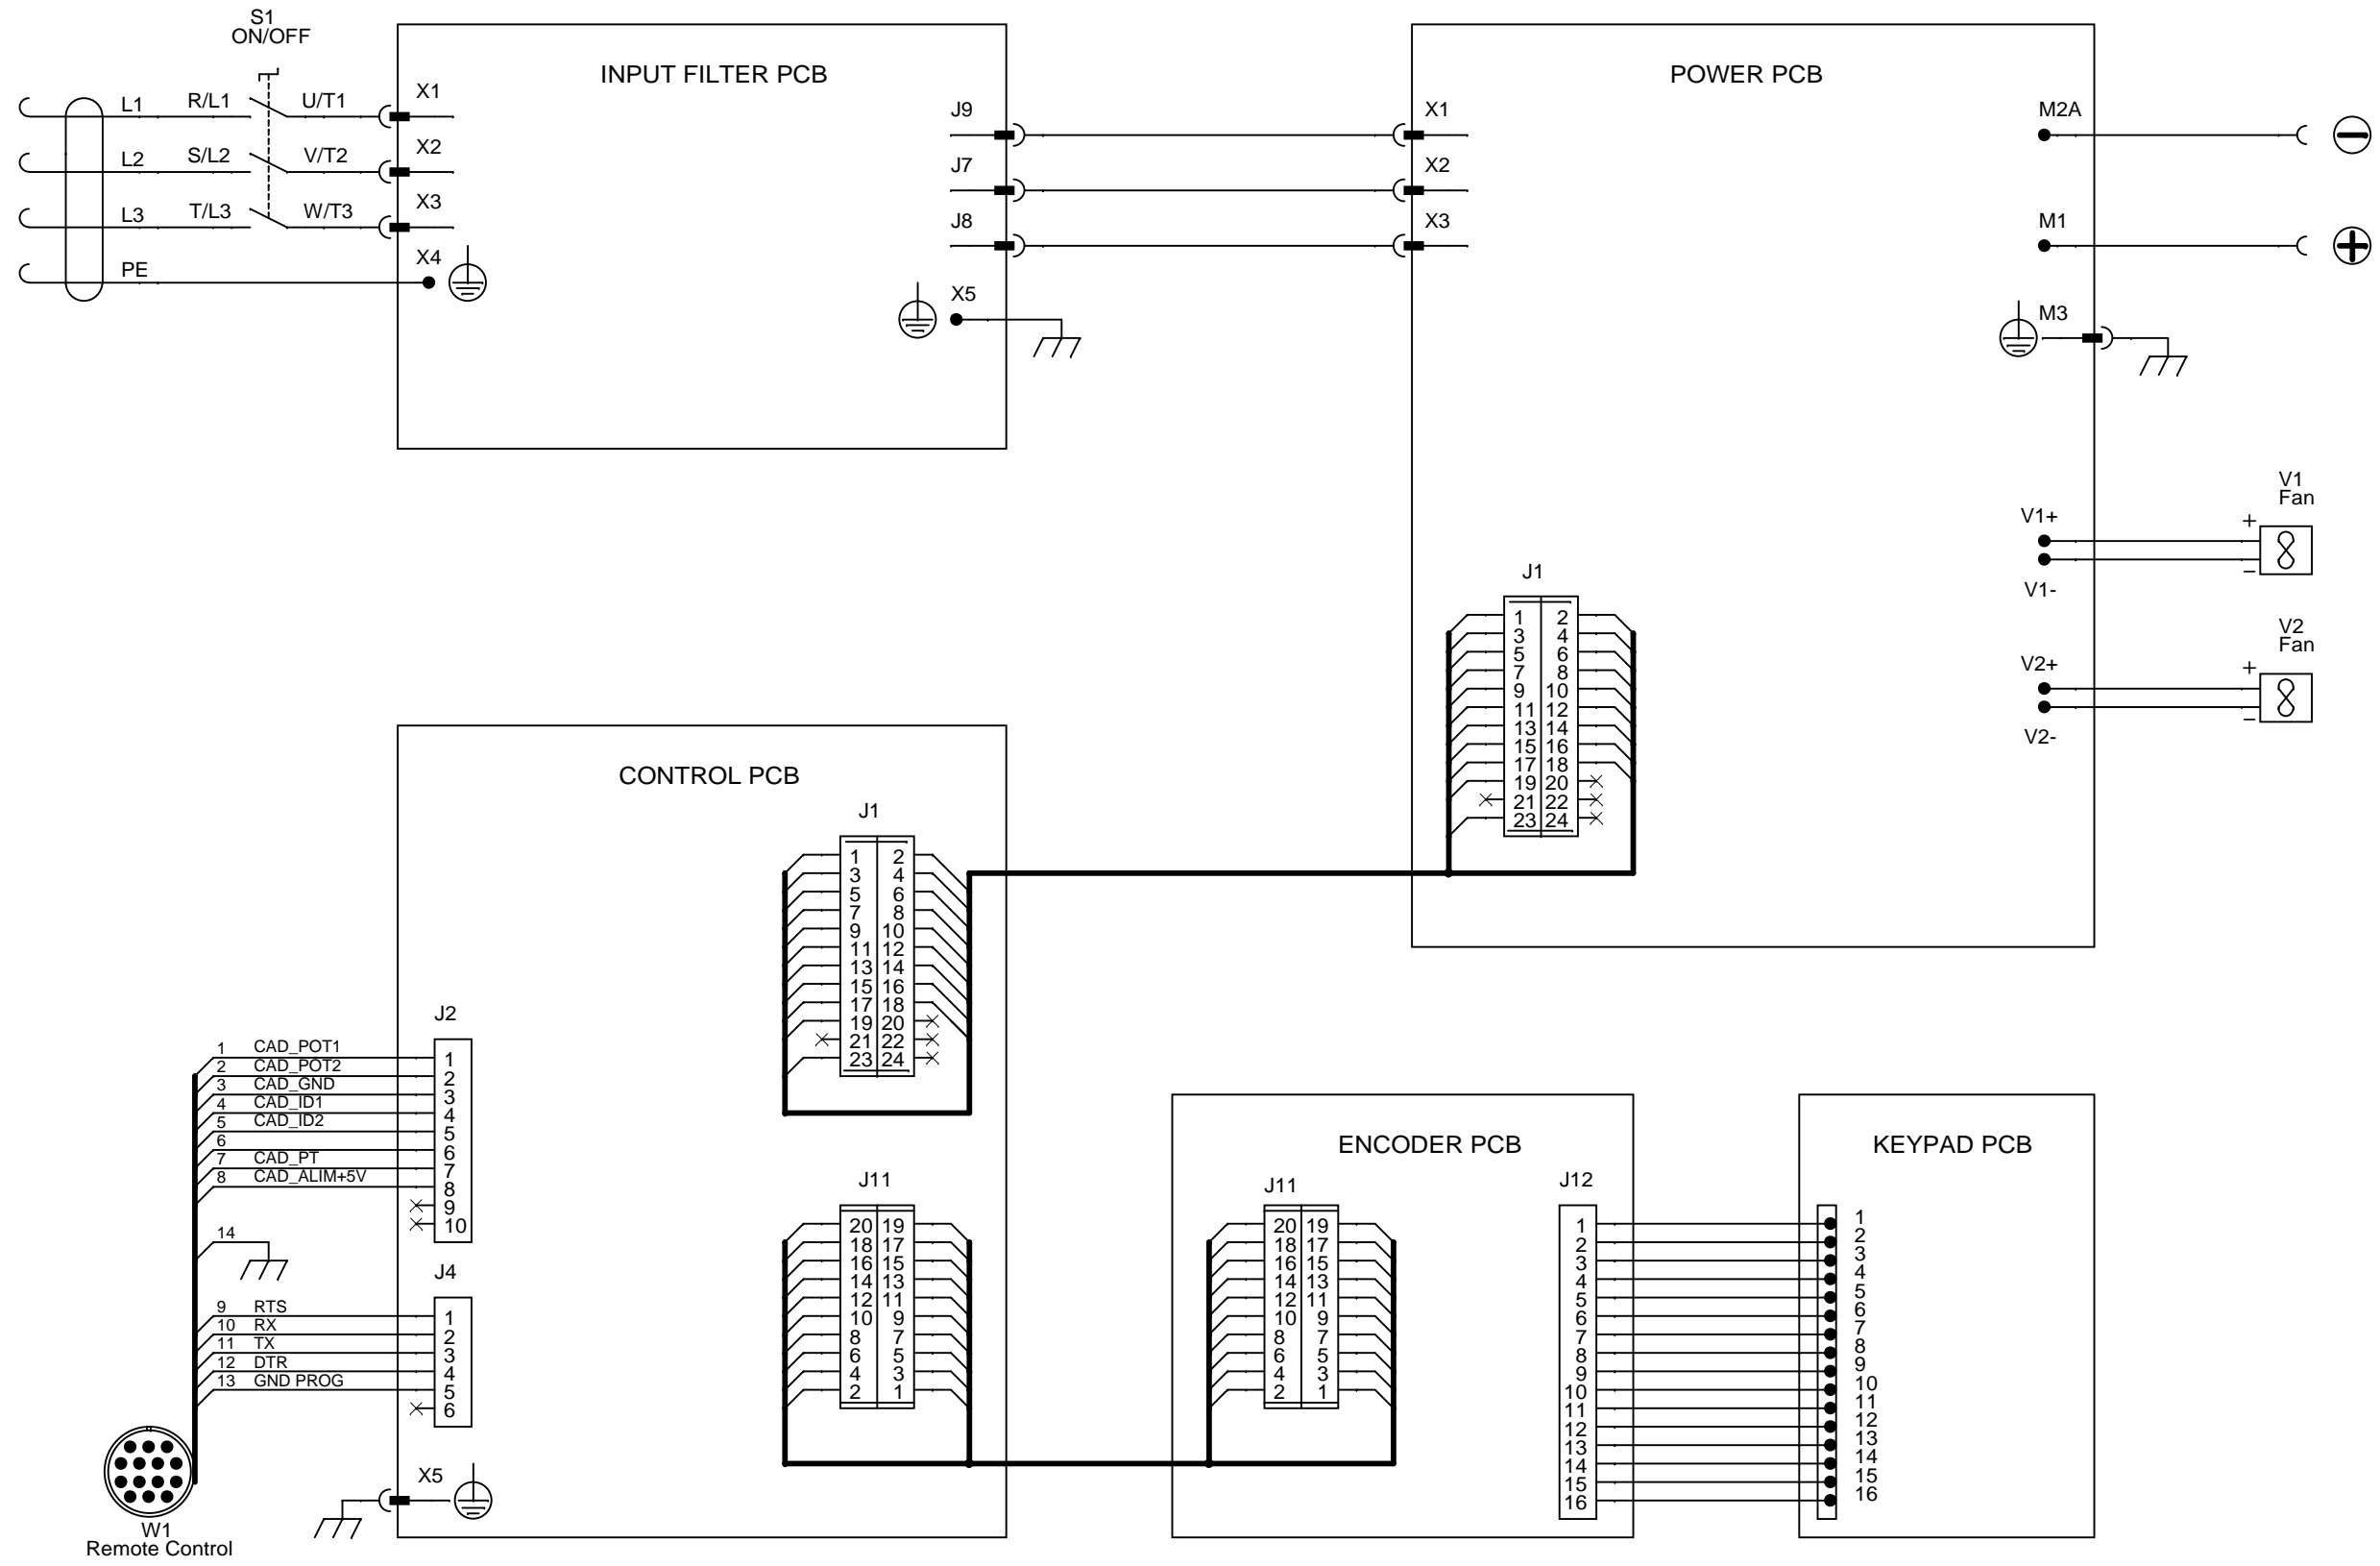 S1
ON/OFF
INPUT FILTER PCB
L1
R/L1
U/T1
X1
L2
S/L2
V/T2
X2
L3
T/L3
W/T3
X3
PE
X4
J9
J7
J8
X5
POWER PCB
X1
X2
X3
M2A
M1
M3
V1
Fan
V1+
+
V1-
−
V2
Fan
V2+
+
V2-
−
J1
1 2
3 4
5 6
7 8
9 10
11 12
13 14
15 16
17 18
19 20
21 22
23 24
CONTROL PCB
J1
1 2
3 4
5 6
7 8
9 10
11 12
13 14
15 16
17 18
19 20
21 22
23 24
J2
1 CAD_POT1 1
2 CAD_POT2 2
3 CAD_GND 3
4 CAD_ID1 4
5 CAD_ID2 5
6 6
7 CAD_PT 7
8 CAD_ALIM+5V 8
9
10
14
J4
9 RTS 1
10 RX 2
11 TX 3
12 DTR 4
13 GND PROG 5
6
X5
W1
Remote Control
J11
20 19
18 17
16 15
14 13
12 11
10 9
8 7
6 5
4 3
2 1
ENCODER PCB
J11
20 19
18 17
16 15
14 13
12 11
10 9
8 7
6 5
4 3
2 1
J12
1
2
3
4
5
6
7
8
9
10
11
12
13
14
15
16
KEYPAD PCB
1
2
3
4
5
6
7
8
9
10
11
12
13
14
15
16